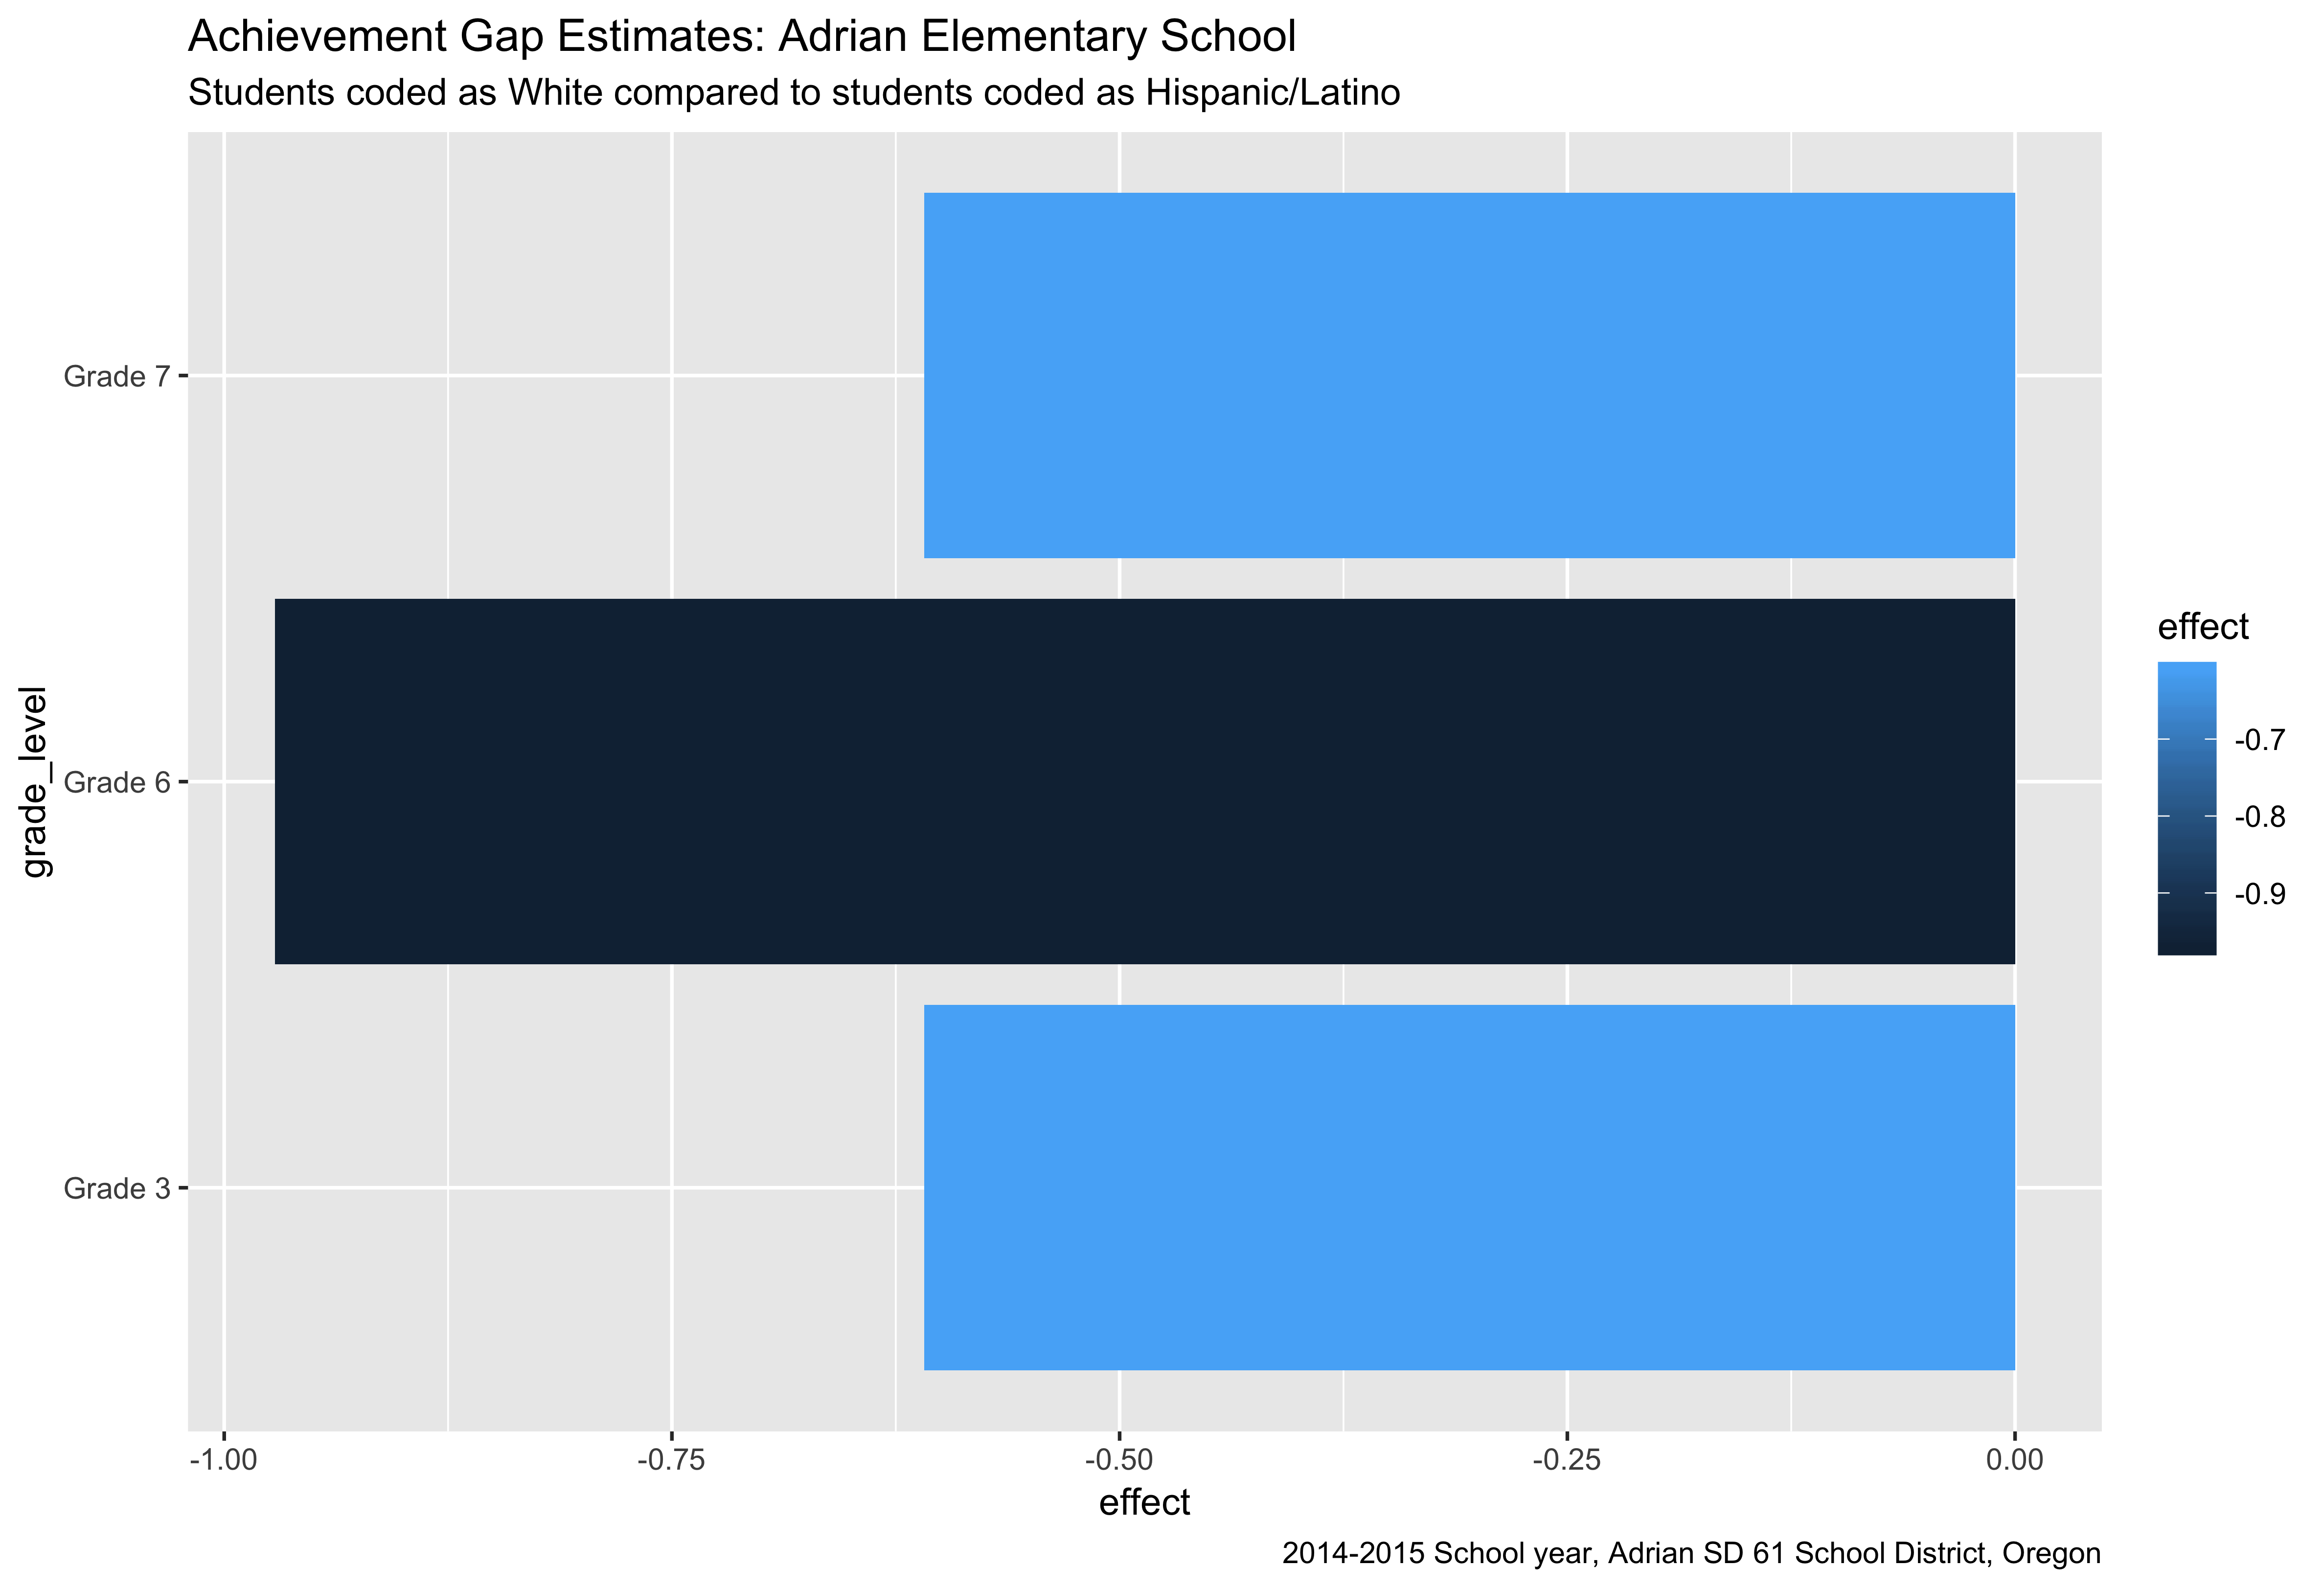 Achievement Gap Estimates: Adrian Elementary School
Students coded as White compared to students coded as Hispanic/Latino
grade_level
Grade 7
Grade 6
Grade 3
-1.00
-0.75
-0.50
-0.25
0.00
effect
effect
-0.7
-0.8
-0.9
2014-2015 School year, Adrian SD 61 School District, Oregon